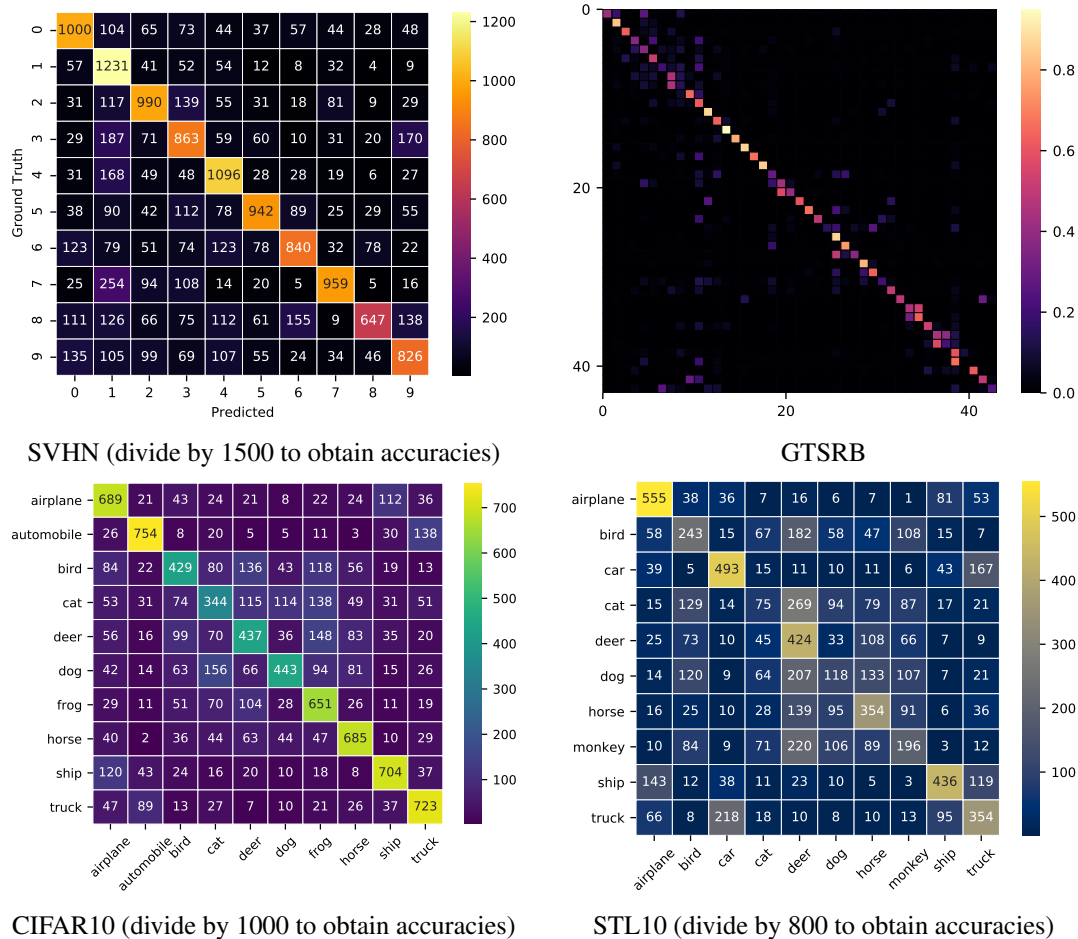 0 1000 104 65 73 44 37 57 44 28 48
1 57 1231 41 52 54 12 8 32 4 9
2 31 117 990 139 55 31 18 81 9 29
3 29 187 71 863 59 60 10 31 20 170
4 31 168 49 48 1096 28 28 19 6 27
5 38 90 42 112 78 942 89 25 29 55
6 123 79 51 74 123 78 840 32 78 22
7 25 254 94 108 14 20 5 959 5 16
8 111 126 66 75 112 61 155 9 647 138
9 135 105 99 69 107 55 24 34 46 826
0 1 2 3 4 5 6 7 8 9
Predicted
Ground Truth
1200
1000
800
600
400
200
SVHN (divide by 1500 to obtain accuracies)
0
20
40
0 20 40
0.8
0.6
0.4
0.2
0.0
GTSRB
airplane 689 21 43 24 21 8 22 24 112 36
automobile 26 754 8 20 5 5 11 3 30 138
bird 84 22 429 80 136 43 118 56 19 13
cat 53 31 74 344 115 114 138 49 31 51
deer 56 16 99 70 437 36 148 83 35 20
dog 42 14 63 156 66 443 94 81 15 26
frog 29 11 51 70 104 28 651 26 11 19
horse 40 2 36 44 63 44 47 685 10 29
ship 120 43 24 16 20 10 18 8 704 37
truck 47 89 13 27 7 10 21 26 37 723
airplane automobile bird cat deer dog frog horse ship truck
700
600
500
400
300
200
100
CIFAR10 (divide by 1000 to obtain accuracies)
airplane 555 38 36 7 16 6 7 1 81 53
bird 58 243 15 67 182 58 47 108 15 7
car 39 5 493 15 11 10 11 6 43 167
cat 15 129 14 75 269 94 79 87 17 21
deer 25 73 10 45 424 33 108 66 7 9
dog 14 120 9 64 207 118 133 107 7 21
horse 16 25 10 28 139 95 354 91 6 36
monkey 10 84 9 71 220 106 89 196 3 12
ship 143 12 38 11 23 10 5 3 436 119
truck 66 8 218 18 10 8 10 13 95 354
airplane bird car cat deer dog horse monkey ship truck
500
400
300
200
100
STL10 (divide by 800 to obtain accuracies)